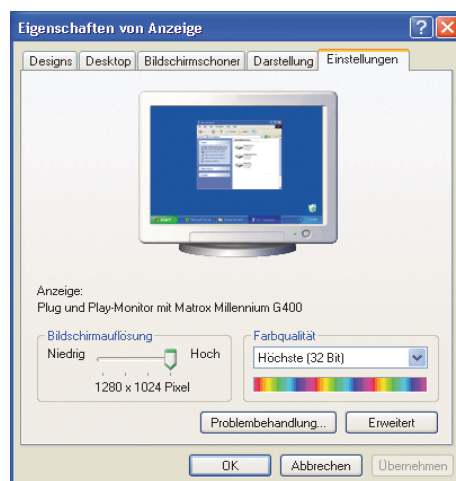 Eigenschaften von Anzeige
Designs Desktop Bildschirmschoner Darstellung Einstellungen
Anzeige:
Plug und Play-Monitor mit Matrox Millennium G400
Bildschirmauflösung
Niedrig Hoch
1280 x 1024 Pixel
Farbqualität
Höchste (32 Bit)
Problembehandlung... Erweitert
OK Abbrechen Übernehmen